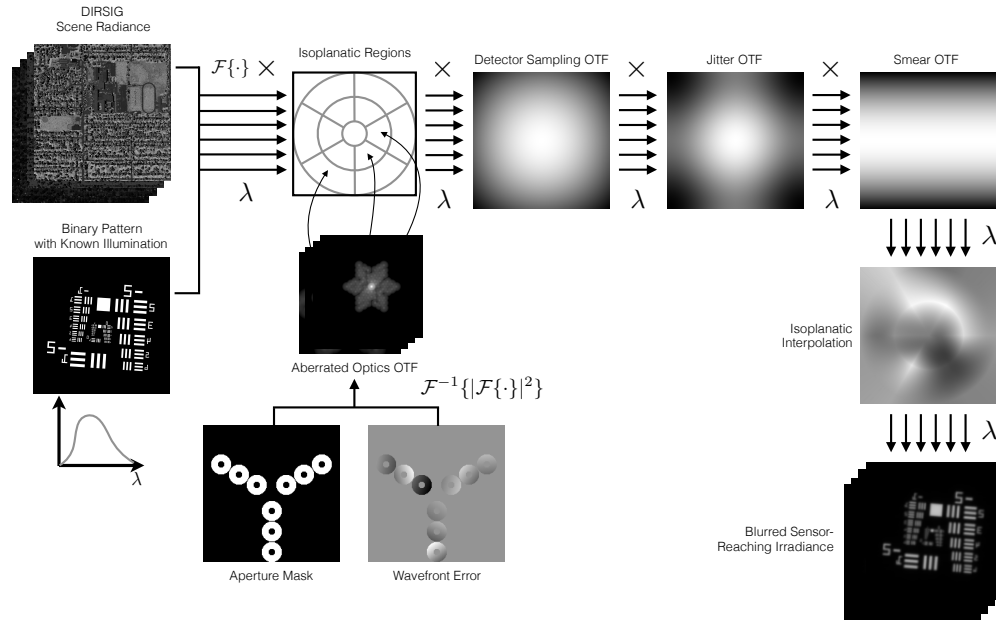 DIRSIG
Scene Radiance
ℱ{·} ×
Isoplanatic Regions
×
Detector Sampling OTF
×
Jitter OTF
×
Smear OTF
λ
λ
λ
λ
λ
Binary Pattern
with Known Illumination
Isoplanatic
Interpolation
Aberrated Optics OTF
ℱ⁻¹{|ℱ{·}|²}
λ
λ
Aperture Mask
Wavefront Error
Blurred Sensor-
Reaching Irradiance